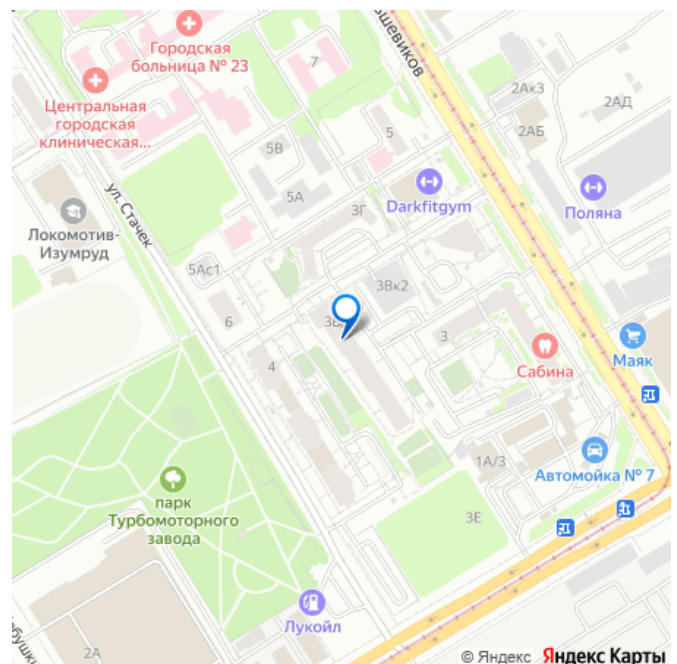 Городская
больница № 23
Центральная
городская
клиническая...
7
2Ак3
2АД
2АБ
5В
5
5А
Darkfitgym
Поляна
3Г
ул. Стачек
Локомотив-
Изумруд
5Ас1
3Вк2
6
3
Маяк
Сабина
4
1А/3
Автомойка № 7
парк
Турбомоторного
завода
3Е
Лукойл
2А
© Яндекс Яндекс Карты